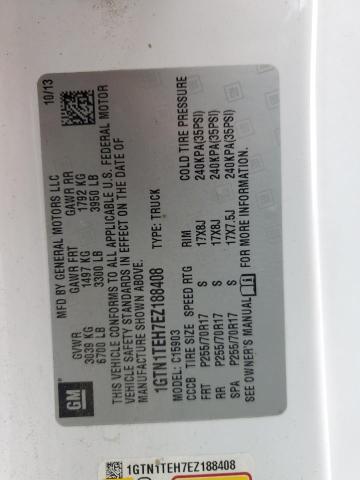 GM
MFD BY GENERAL MOTORS LLC 10/13
GVWR GAWR FRT GAWR RR
3039 KG 1497 KG 1792 KG
6700 LB 3300 LB 3950 LB
THIS VEHICLE CONFORMS TO ALL APPLICABLE U.S. FEDERAL MOTOR
VEHICLE SAFETY STANDARDS IN EFFECT ON THE DATE OF
MANUFACTURE SHOWN ABOVE.
1GTN1TEH7EZ188408 TYPE: TRUCK
MODEL: C15903
CCCB TIRE SIZE SPEED RTG RIM COLD TIRE PRESSURE
FRT P255/70R17 S 17X8J 240KPA(35PSI)
RR P255/70R17 S 17X8J 240KPA(35PSI)
SPA P255/70R17 S 17X7.5J 240KPA(35PSI)
SEE OWNER'S MANUAL FOR MORE INFORMATION.
1GTN1TEH7EZ188408